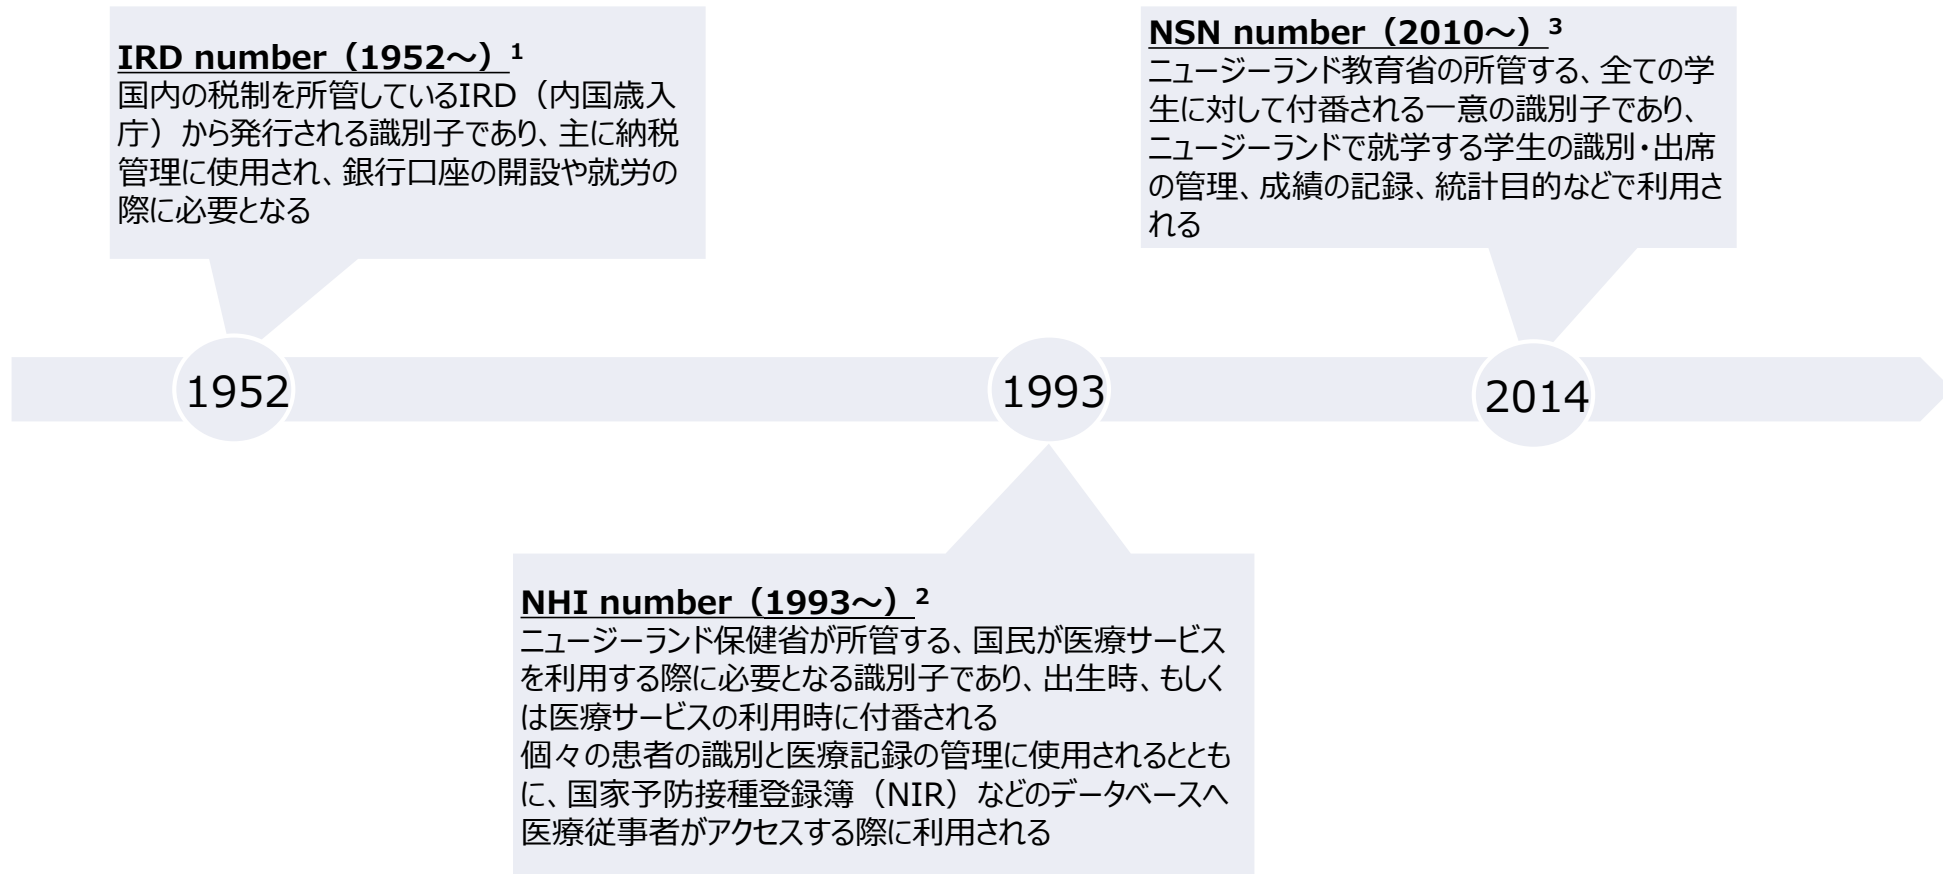 IRD number（1952～）1
国内の税制を所管しているIRD（内国歳入
庁）から発行される識別子であり、主に納税
管理に使用され、銀行口座の開設や就労の
際に必要となる
NSN number（2010～）3
ニュージーランド教育省の所管する、全ての学
生に対して付番される一意の識別子であり、
ニュージーランドで就学する学生の識別・出席
の管理、成績の記録、統計目的などで利用さ
れる
1952
1993
2014
NHI number（1993～）2
ニュージーランド保健省が所管する、国民が医療サービス
を利用する際に必要となる識別子であり、出生時、もしく
は医療サービスの利用時に付番される
個々の患者の識別と医療記録の管理に使用されるととも
に、国家予防接種登録簿（NIR）などのデータベースへ
医療従事者がアクセスする際に利用される